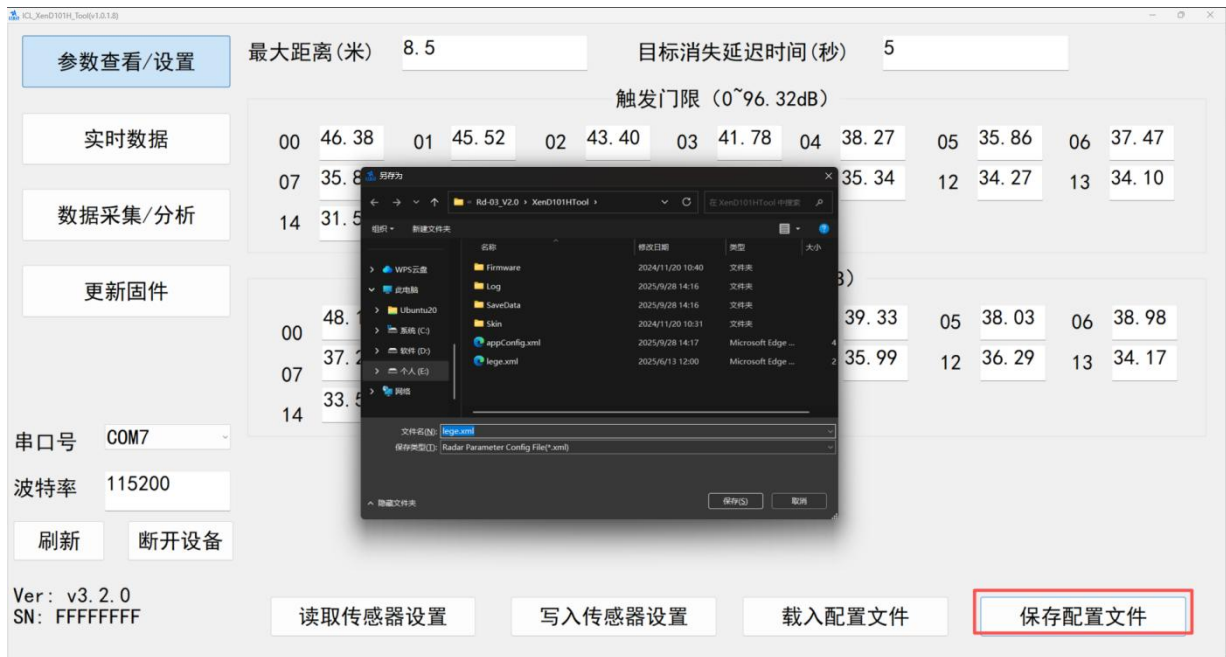 ICL_XenD101H_Tool(v1.0.1.8)
参数查看/设置
最大距离(米) 8.5 目标消失延迟时间(秒) 5
触发门限 (0~96.32dB)
实时数据
00 46.38 01 45.52 02 43.40 03 41.78 04 38.27 05 35.86 06 37.47
07 35.8 35.34 12 34.27 13 34.10
数据采集/分析
14 31.5
更新固件
B)
00 48.1 39.33 05 38.03 06 38.98
07 37.2 35.99 12 36.29 13 34.17
14 33.5
另存为
Rd-03_V2.0 › XenD101HTool ›
在 XenD101HTool 中搜索
组织 新建文件夹
名称 修改日期 类型 大小
WPS云盘
此电脑
Ubuntu20
系统 (C:)
软件 (D:)
个人 (E:)
网络
Firmware 2024/11/20 10:40 文件夹
Log 2025/9/28 14:16 文件夹
SaveData 2025/9/28 14:16 文件夹
Skin 2024/11/20 10:31 文件夹
appConfig.xml 2025/9/28 14:17 Microsoft Edge ... 4
lege.xml 2025/6/13 12:00 Microsoft Edge ... 2
文件名(N): lege.xml
保存类型(T): Radar Parameter Config File(*.xml)
隐藏文件夹 保存(S) 取消
串口号 COM7
波特率 115200
刷新 断开设备
Ver: v3.2.0
SN: FFFFFFFF
读取传感器设置 写入传感器设置 载入配置文件 保存配置文件